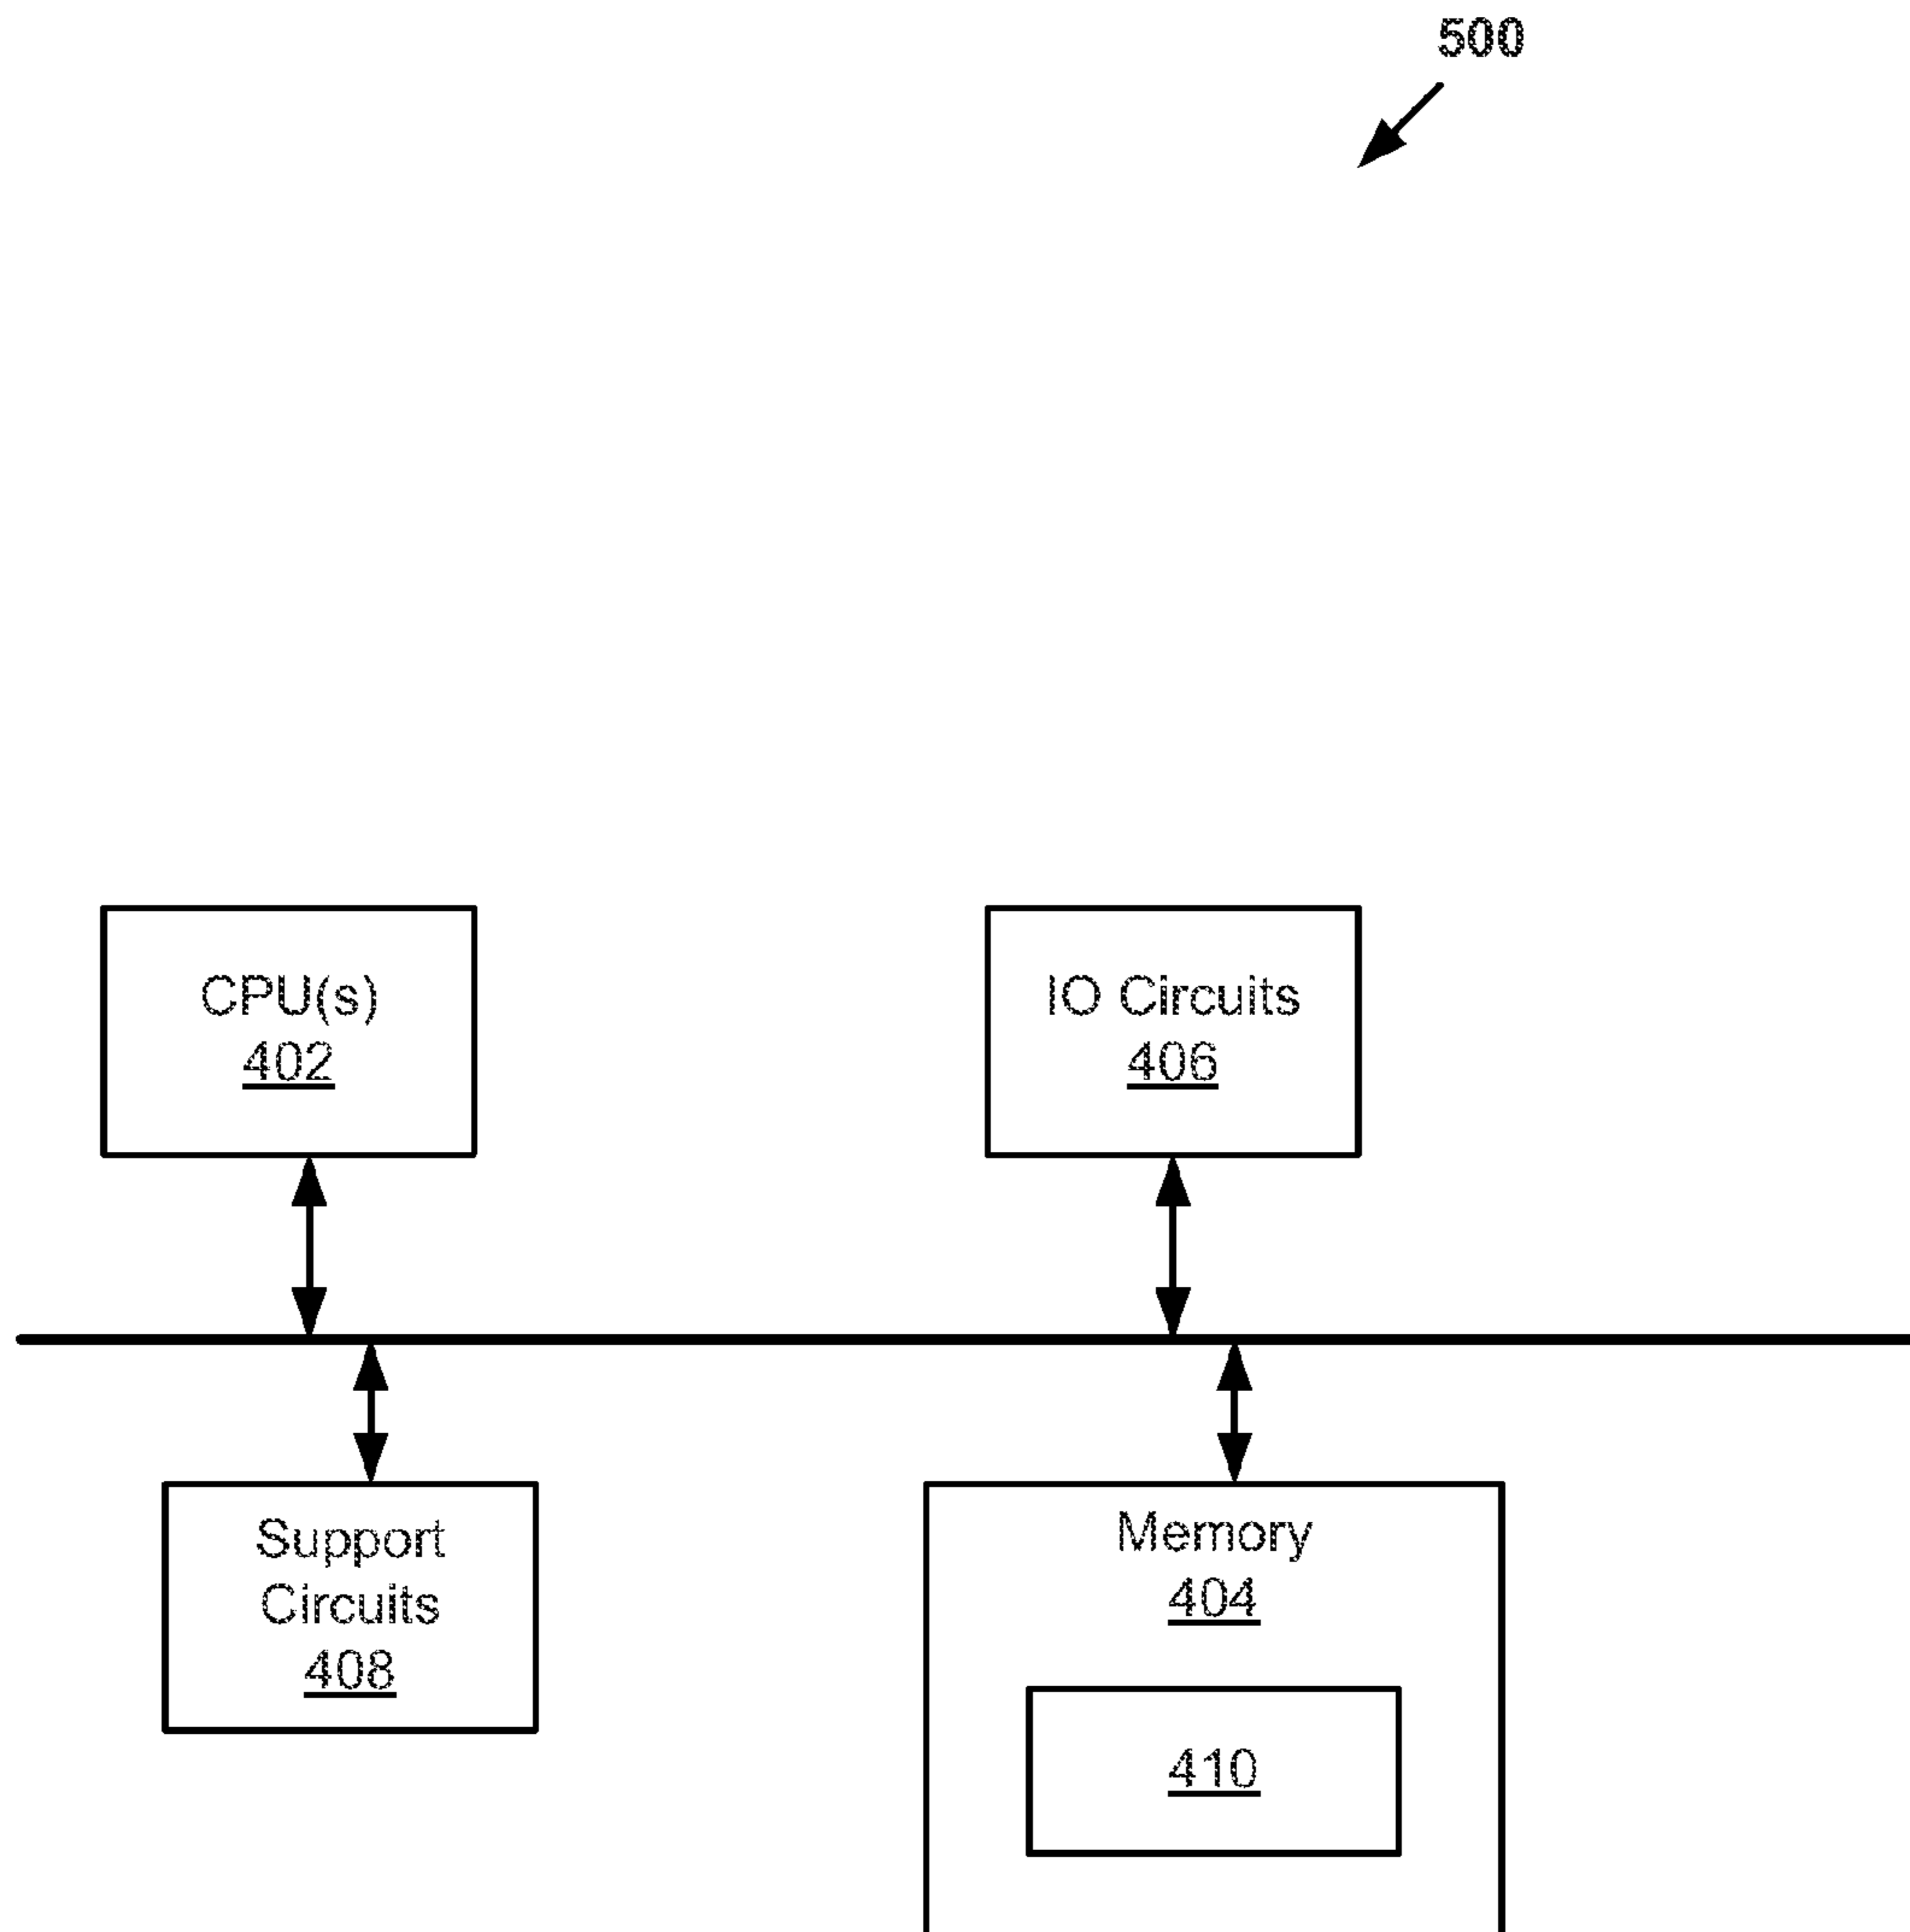 500
CPU(s)
402
IO Circuits
406
Support
Circuits
408
Memory
404
410